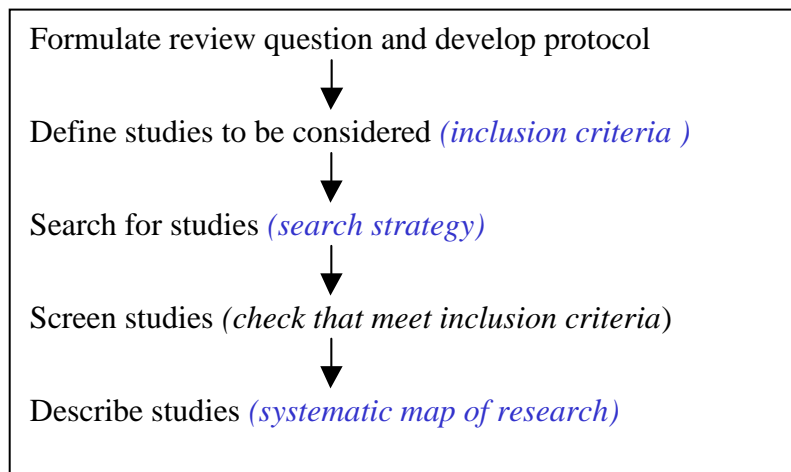 Formulate review question and develop protocol
Define studies to be considered (inclusion criteria )
Search for studies (search strategy)
Screen studies (check that meet inclusion criteria)
Describe studies (systematic map of research)